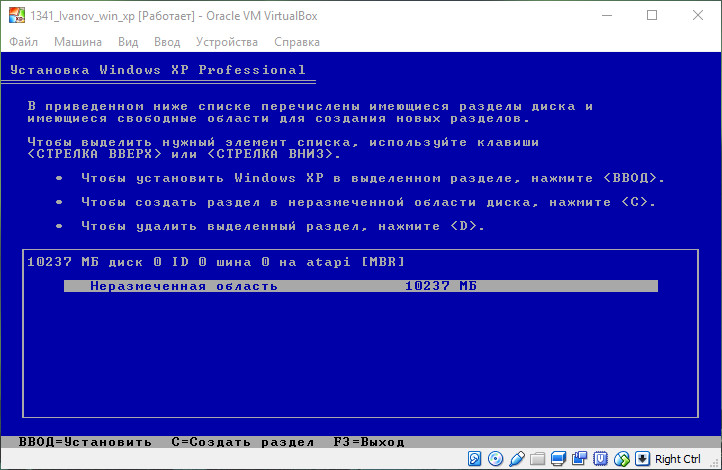 1341_Ivanov_win_xp [Работает] - Oracle VM VirtualBox
Файл Машина Вид Ввод Устройства Справка
Установка Windows XP Professional
В приведенном ниже списке перечислены имеющиеся разделы диска и
имеющиеся свободные области для создания новых разделов.
Чтобы выделить нужный элемент списка, используйте клавиши
<СТРЕЛКА ВВЕРХ> или <СТРЕЛКА ВНИЗ>.
• Чтобы установить Windows XP в выделенном разделе, нажмите <ВВОД>.
• Чтобы создать раздел в неразмеченной области диска, нажмите <C>.
• Чтобы удалить выделенный раздел, нажмите <D>.
10237 МБ диск 0 ID 0 шина 0 на atapi [MBR]
Неразмеченная область 10237 МБ
ВВОД=Установить C=Создать раздел F3=Выход
Right Ctrl